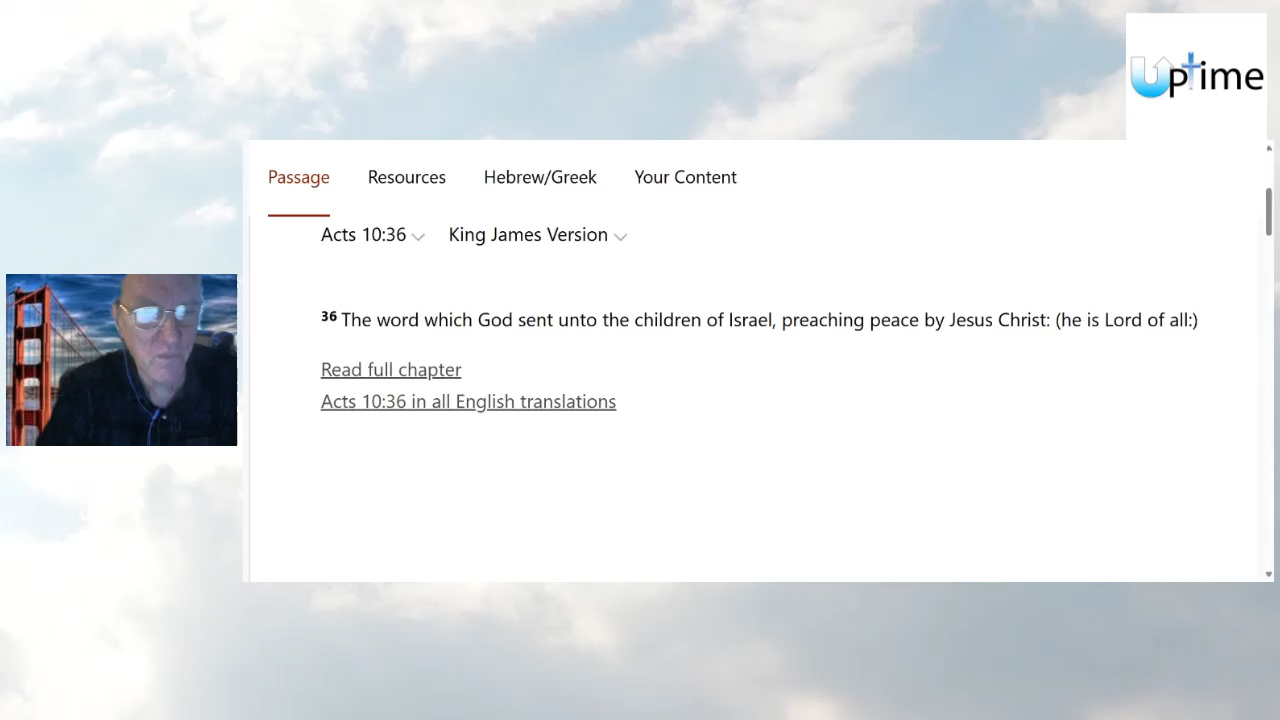 Uptime
Passage Resources Hebrew/Greek Your Content
Acts 10:36 King James Version
36 The word which God sent unto the children of Israel, preaching peace by Jesus Christ: (he is Lord of all:)
Read full chapter
Acts 10:36 in all English translations